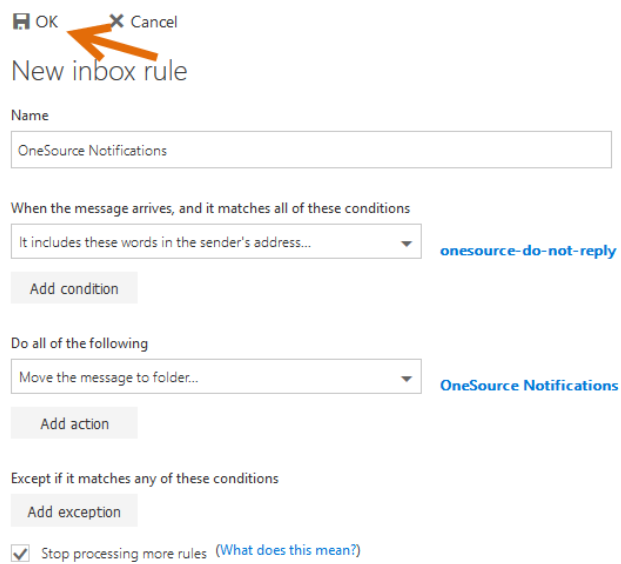 OK Cancel
New inbox rule
Name
OneSource Notifications
When the message arrives, and it matches all of these conditions
It includes these words in the sender's address... onesource-do-not-reply
Add condition
Do all of the following
Move the message to folder... OneSource Notifications
Add action
Except if it matches any of these conditions
Add exception
Stop processing more rules (What does this mean?)